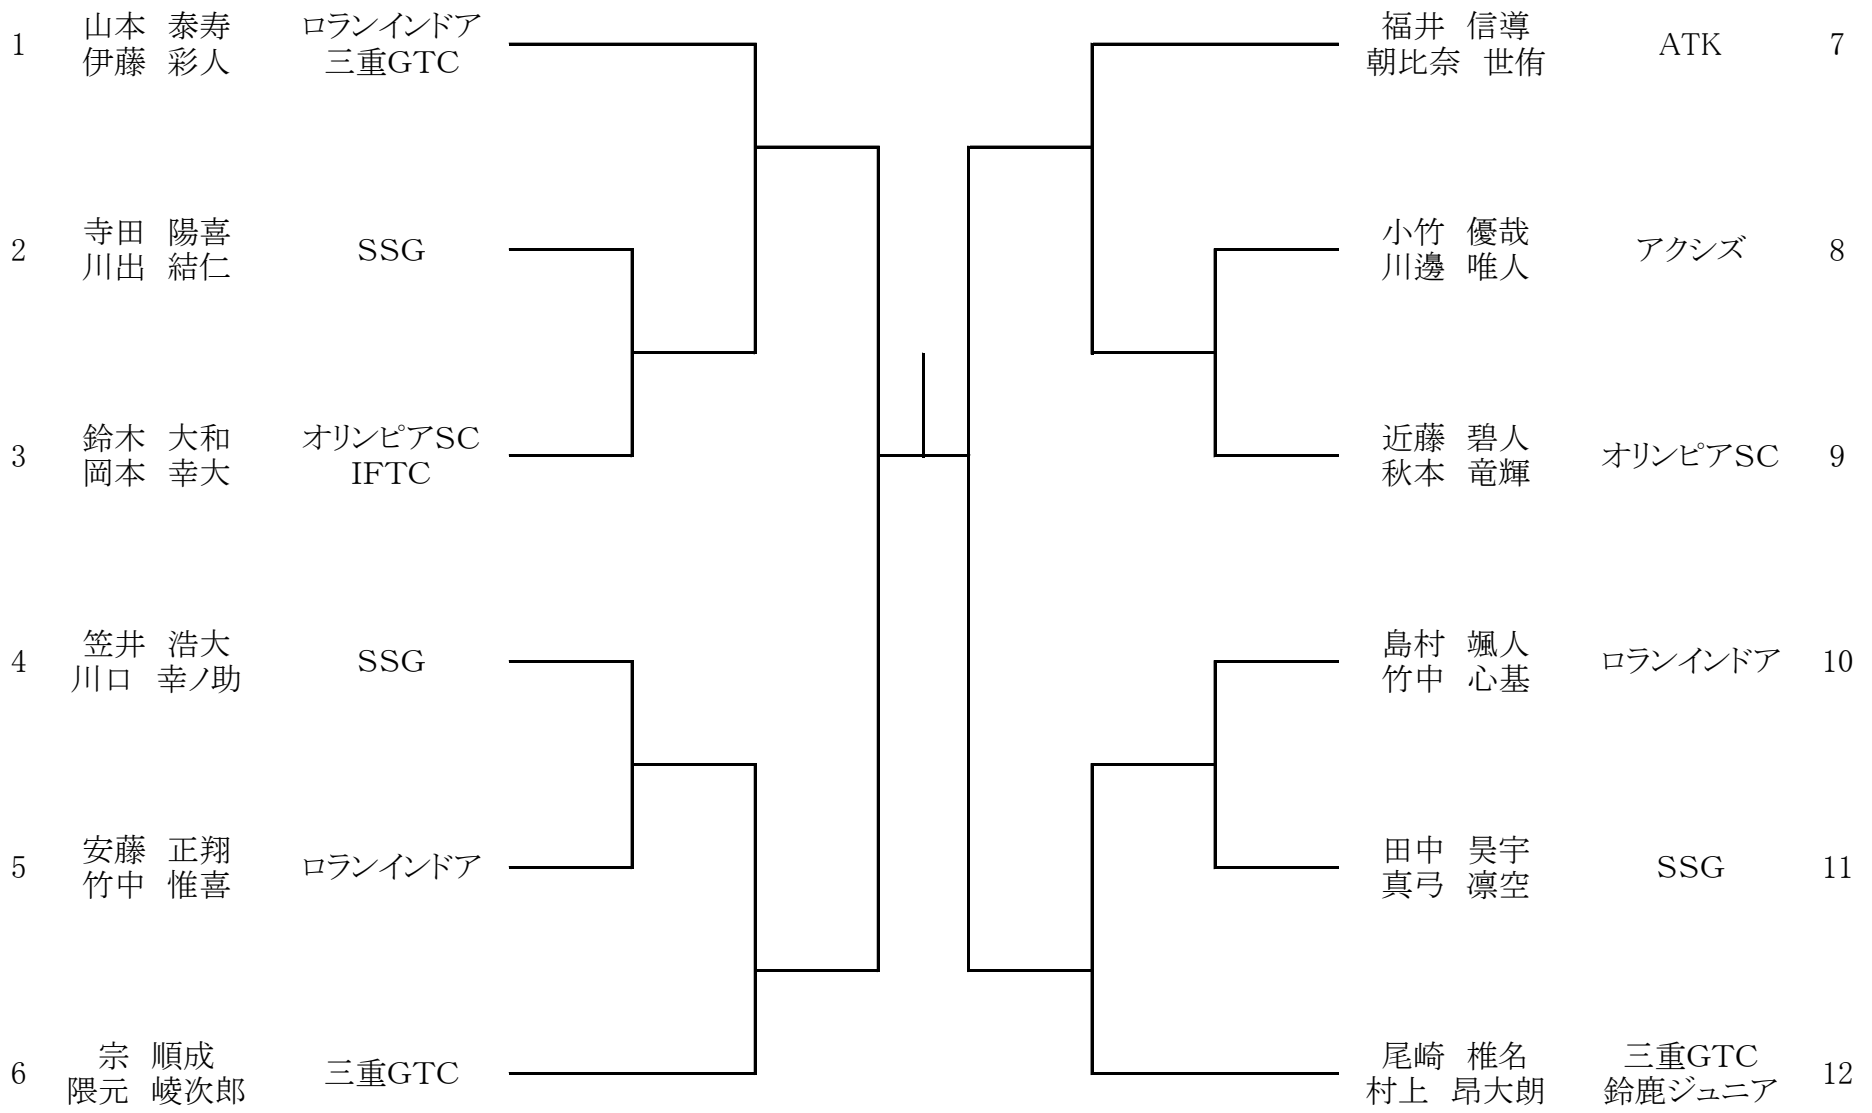 1 山本 泰寿 ロランインドア
伊藤 彩人 三重GTC
2 寺田 陽喜 SSG
川出 結仁
3 鈴木 大和 オリンピアSC
岡本 幸大 IFTC
4 笠井 浩大 SSG
川口 幸ノ助
5 安藤 正翔 ロランインドア
竹中 惟喜
6 宗 順成 三重GTC
隈元 崚次郎
福井 信導 ATK 7
朝比奈 世侑
小竹 優哉 アクシズ 8
川邊 唯人
近藤 碧人 オリンピアSC 9
秋本 竜輝
島村 颯人 ロランインドア 10
竹中 心基
田中 昊宇 SSG 11
真弓 凛空
尾崎 椎名 三重GTC 12
村上 昂大朗 鈴鹿ジュニア